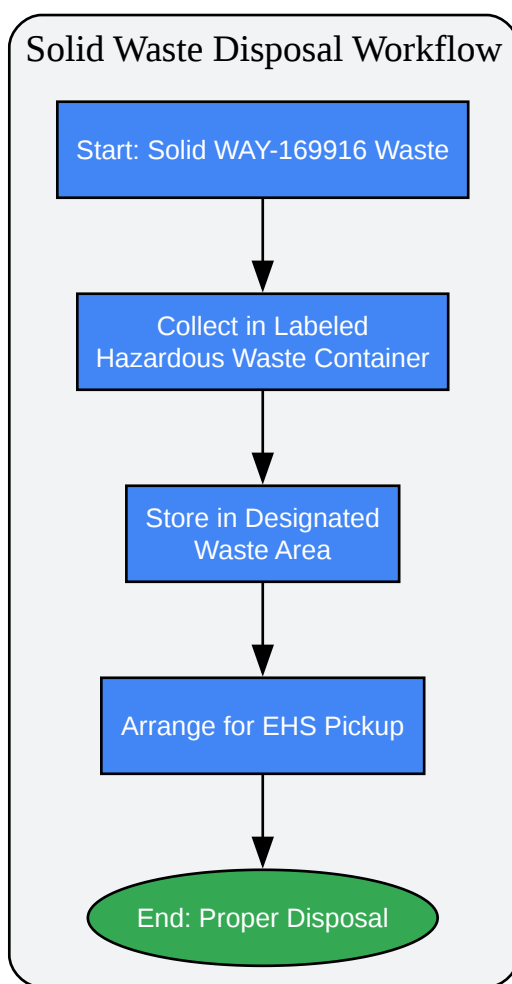 Solid Waste Disposal Workflow
Start: Solid WAY-169916 Waste
Collect in Labeled
Hazardous Waste Container
Store in Designated
Waste Area
Arrange for EHS Pickup
End: Proper Disposal